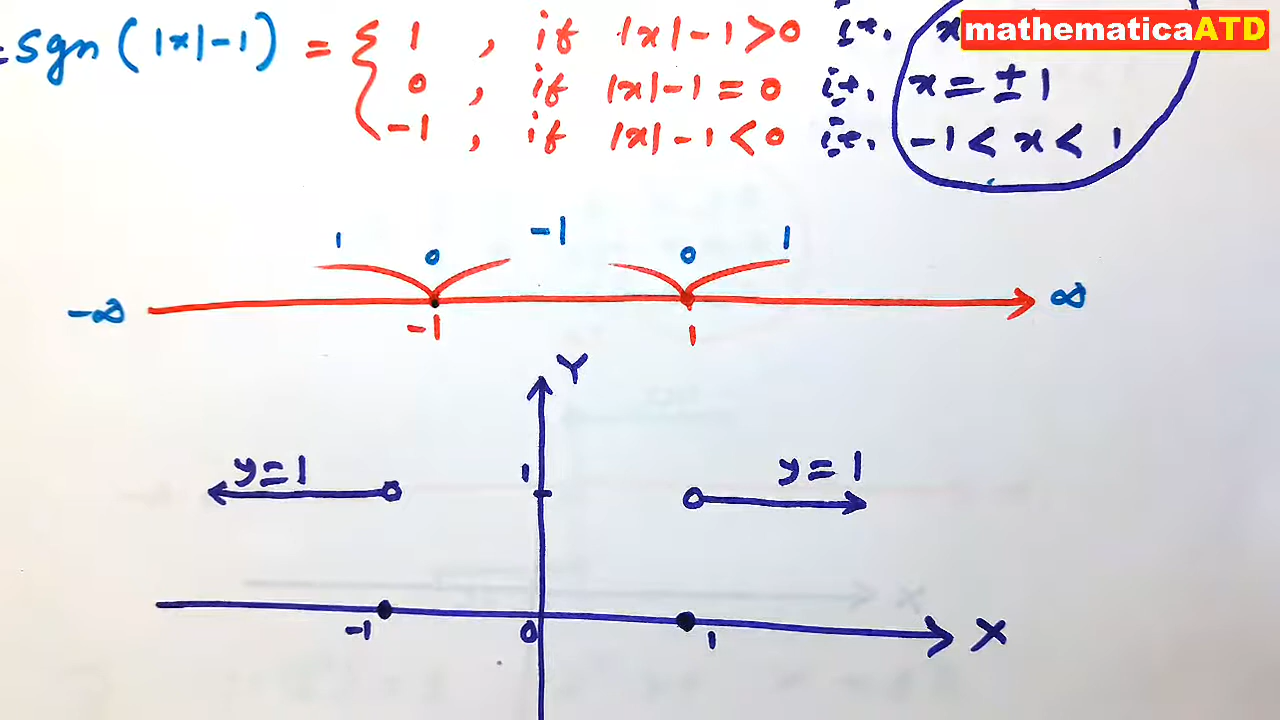 mathematicaATD
= sgn (|x|-1) = { 1 , if |x|-1>0 i.e. x
0 , if |x|-1=0 i.e. x=±1
-1 , if |x|-1<0 i.e. -1<x<1
1 0 -1 0 1
-∞ ∞
-1 1
Y
y=1 1 y=1
-1 0 1 X